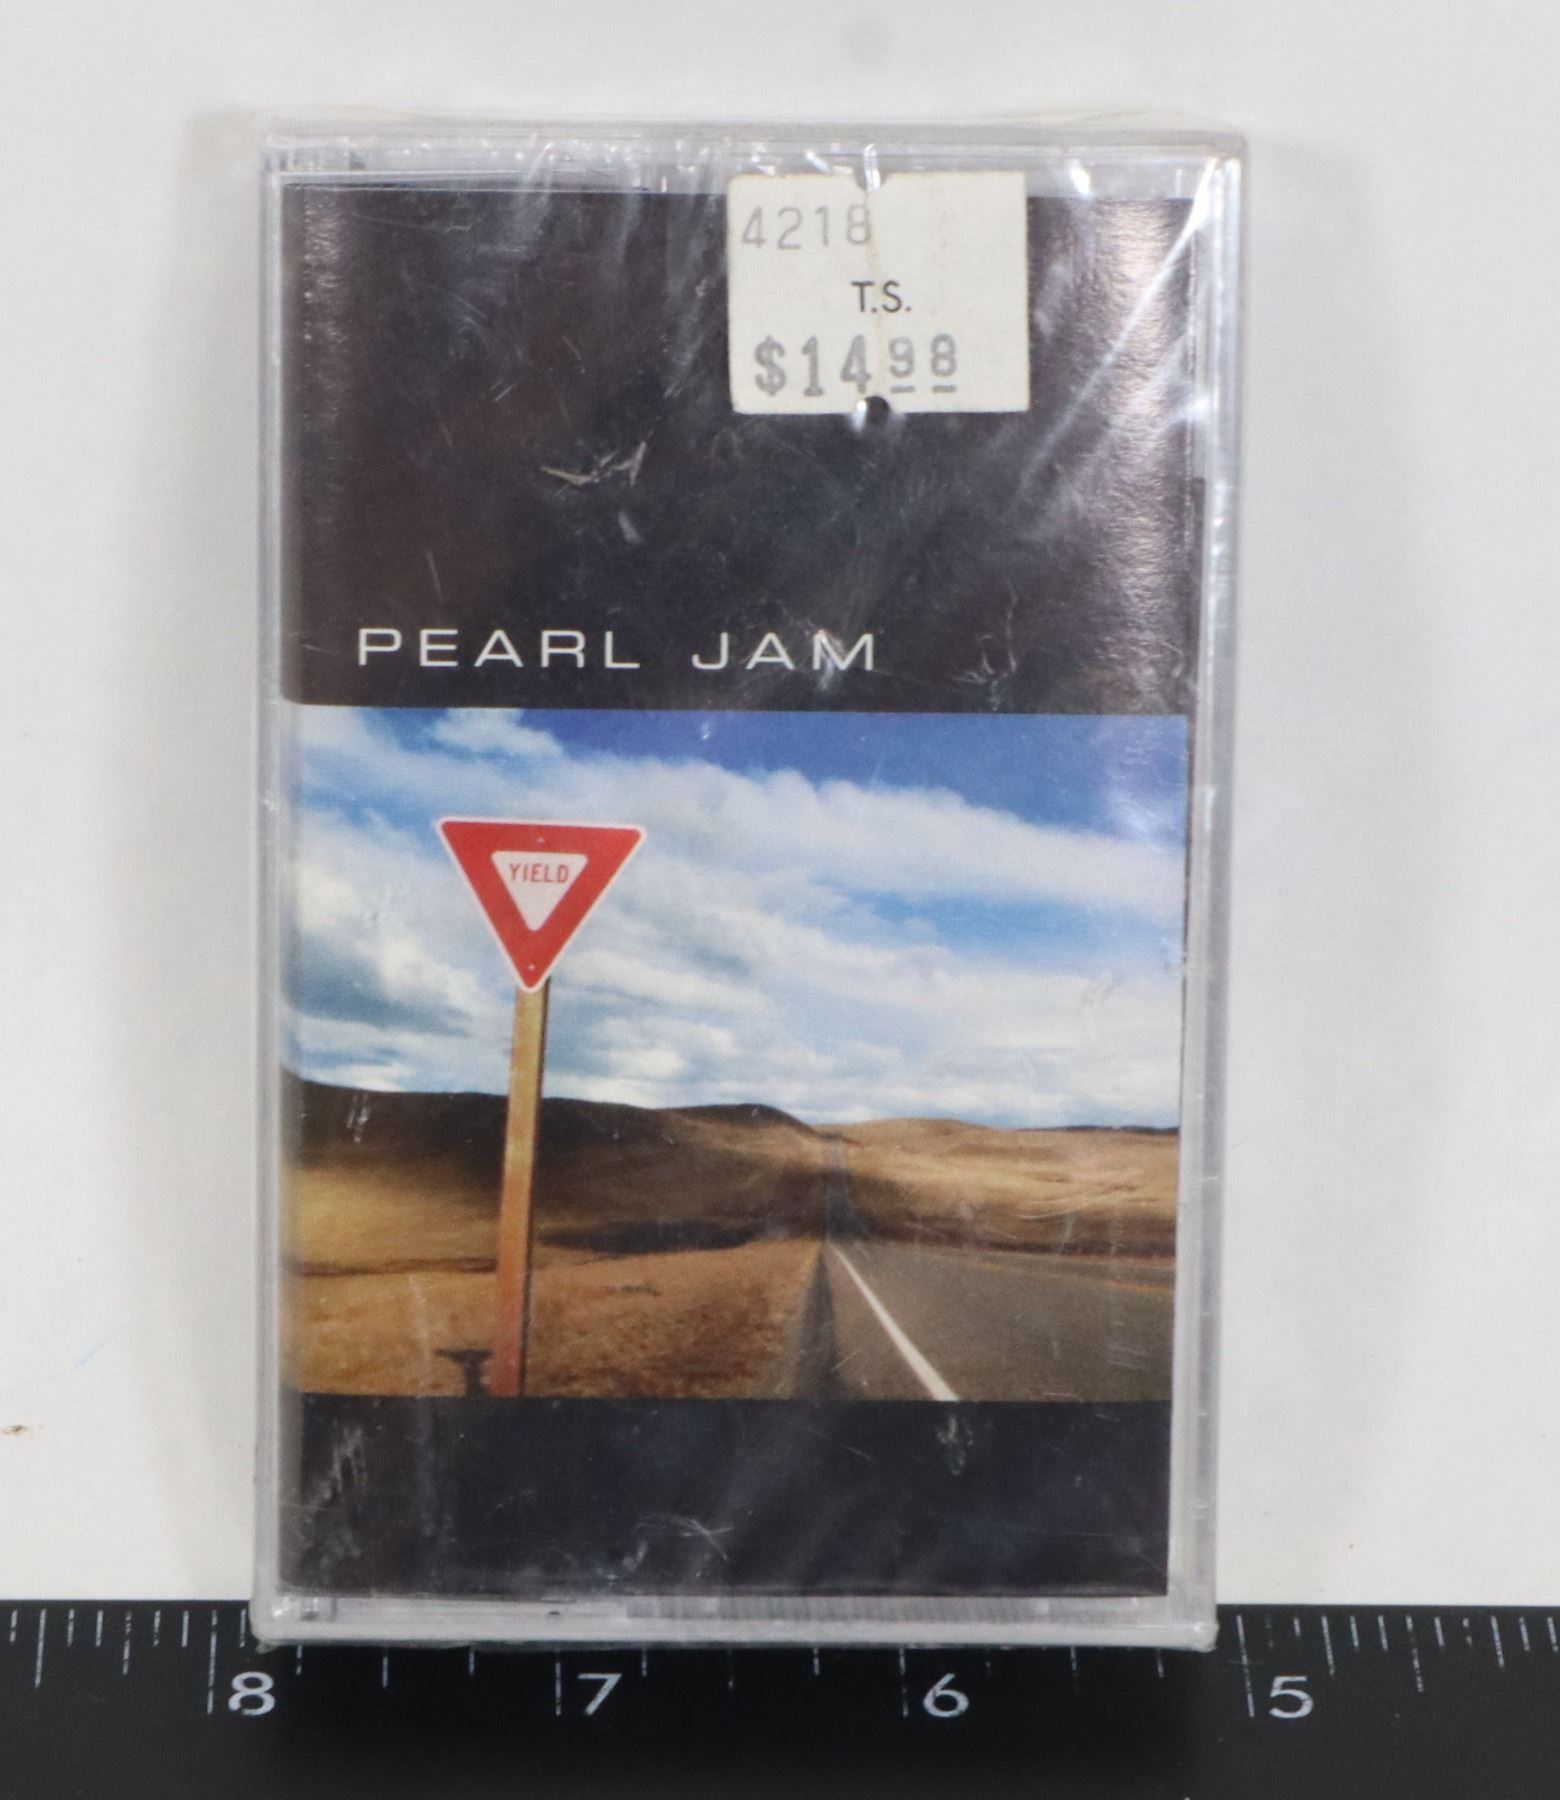 4218
T.S.
$14.98
PEARL JAM
YIELD
8 7 6 5